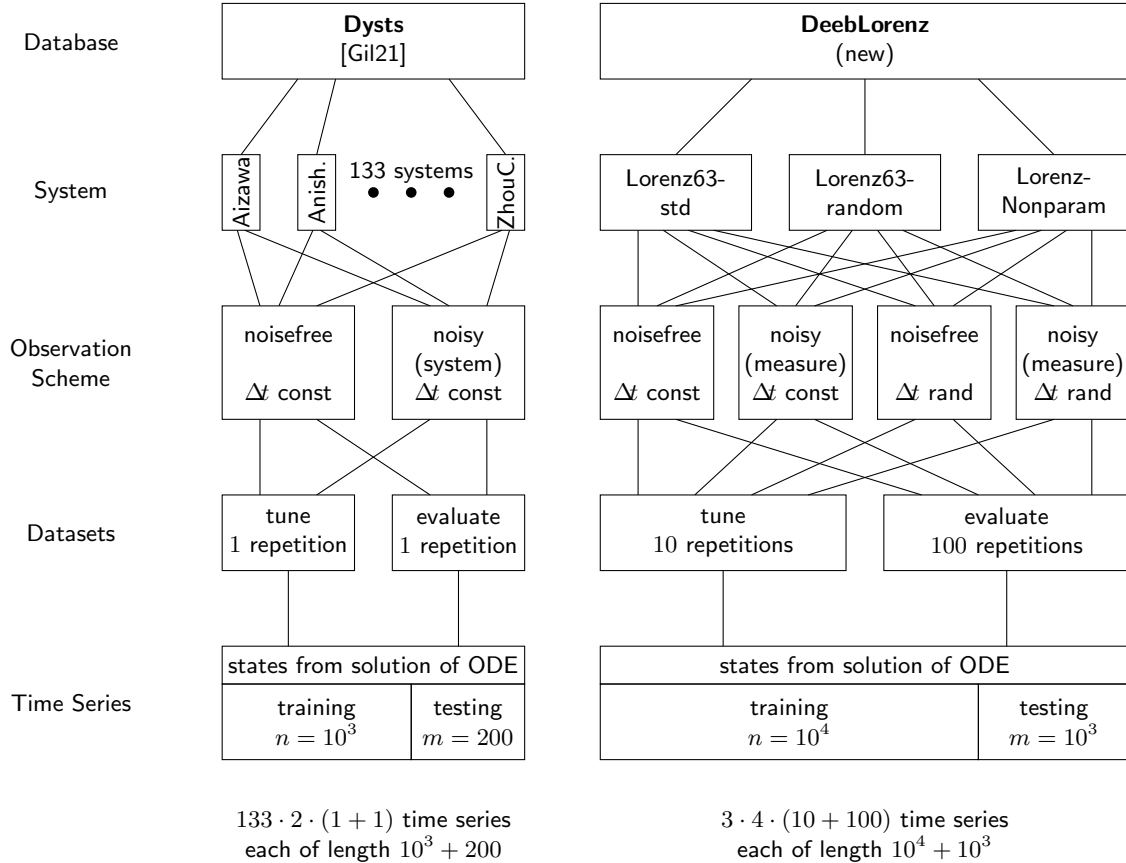 Database
Dysts
[Gil21]
DeebLorenz
(new)
System
Aizawa
Anish.
133 systems
ZhouC.
Lorenz63-
std
Lorenz63-
random
Lorenz-
Nonparam
Observation
Scheme
noisefree
Δt const
noisy
(system)
Δt const
noisefree
Δt const
noisy
(measure)
Δt const
noisefree
Δt rand
noisy
(measure)
Δt rand
Datasets
tune
1 repetition
evaluate
1 repetition
tune
10 repetitions
evaluate
100 repetitions
Time Series
states from solution of ODE
training
n = 10³
testing
m = 200
states from solution of ODE
training
n = 10⁴
testing
m = 10³
133 · 2 · (1 + 1) time series
each of length 10³ + 200
3 · 4 · (10 + 100) time series
each of length 10⁴ + 10³